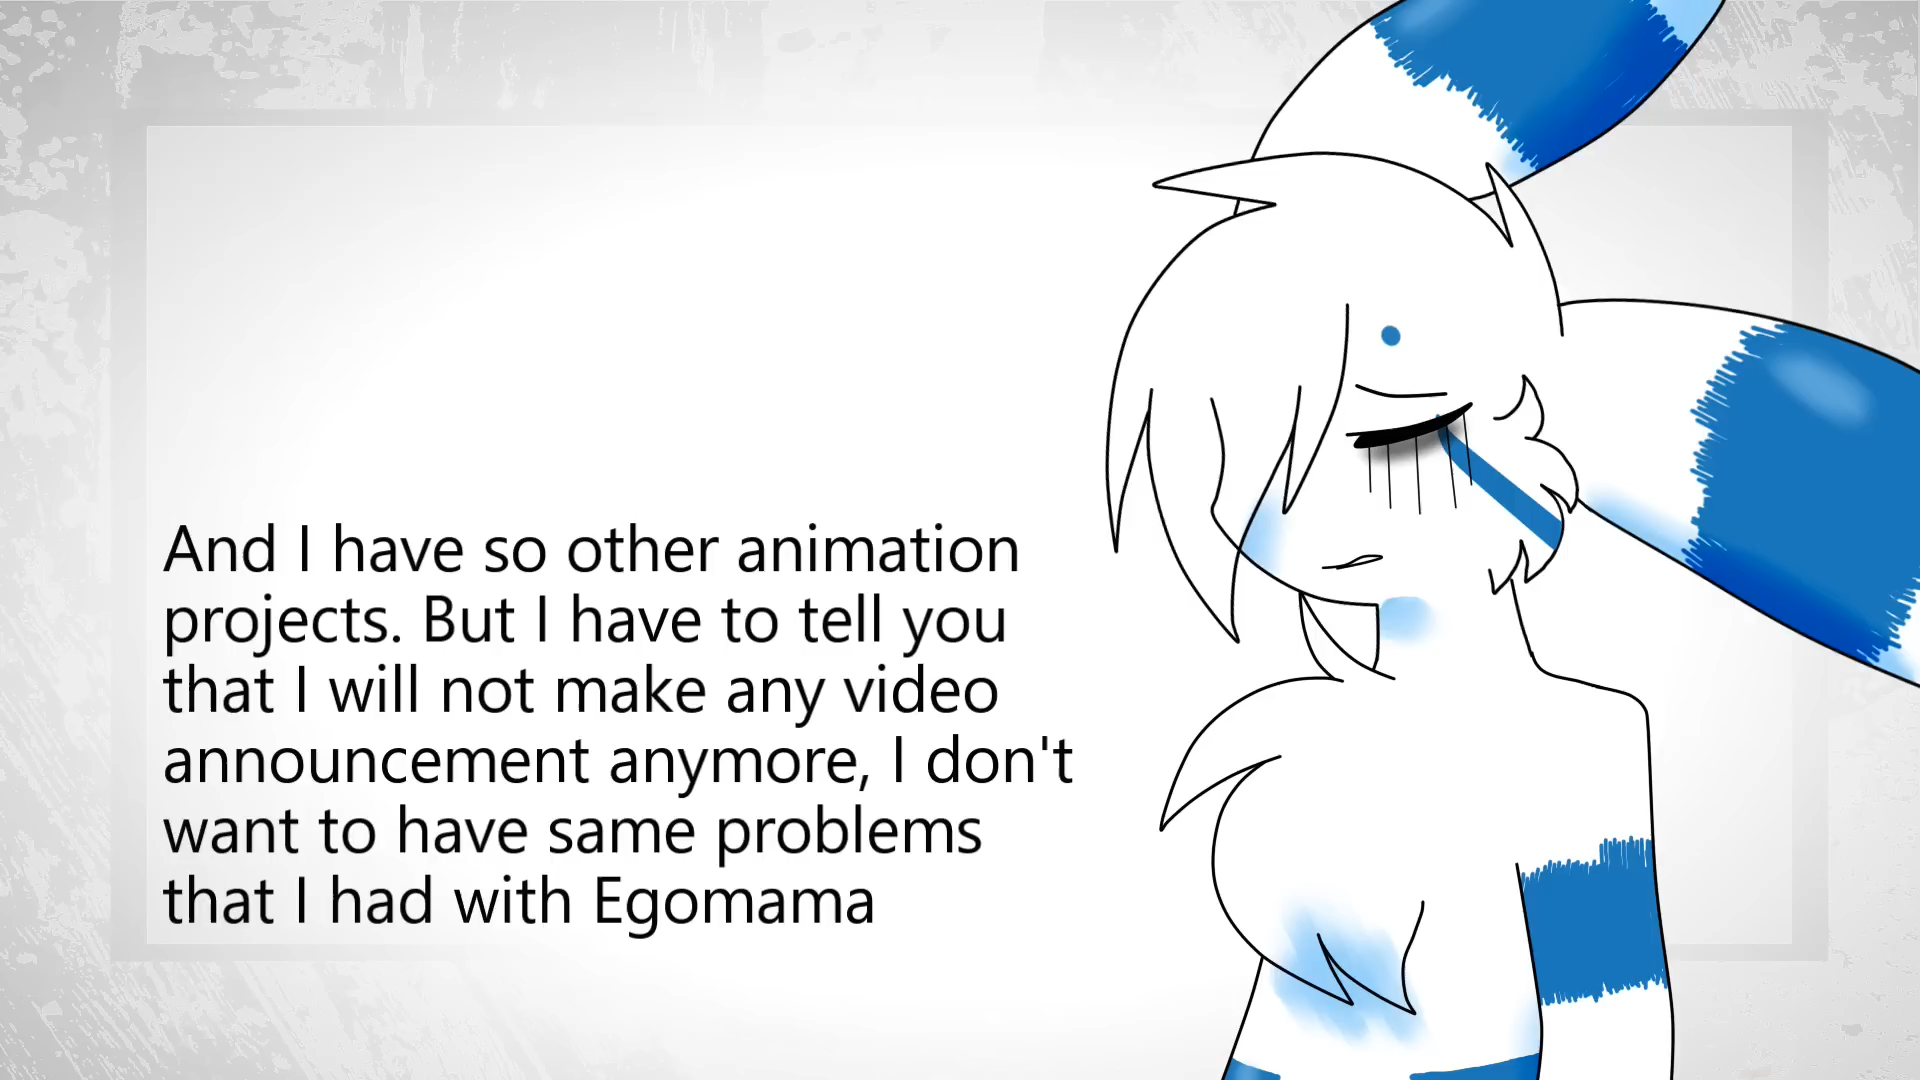 And I have so other animation
projects. But I have to tell you
that I will not make any video
announcement anymore, I don't
want to have same problems
that I had with Egomama